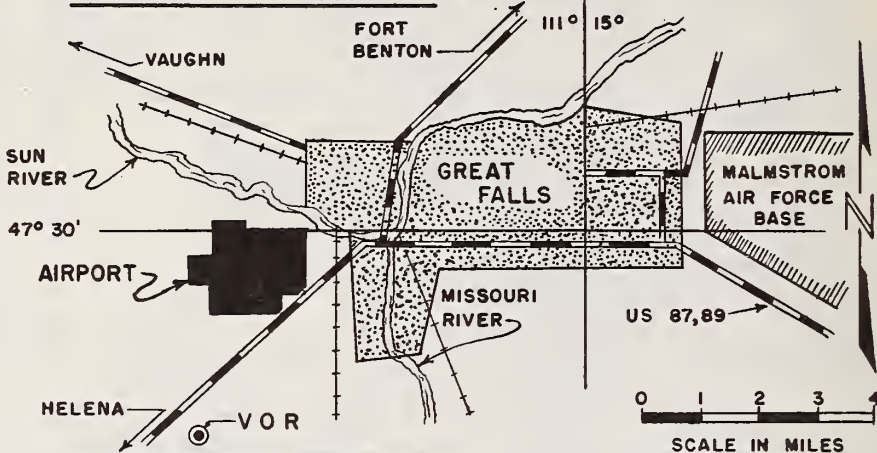 FORT
BENTON
111° 15°
VAUGHN
SUN
RIVER
GREAT
FALLS
MALMSTROM
AIR FORCE
BASE
N
47° 30'
AIRPORT
MISSOURI
RIVER
US 87,89
HELENA
VOR
0 1 2 3 4
SCALE IN MILES